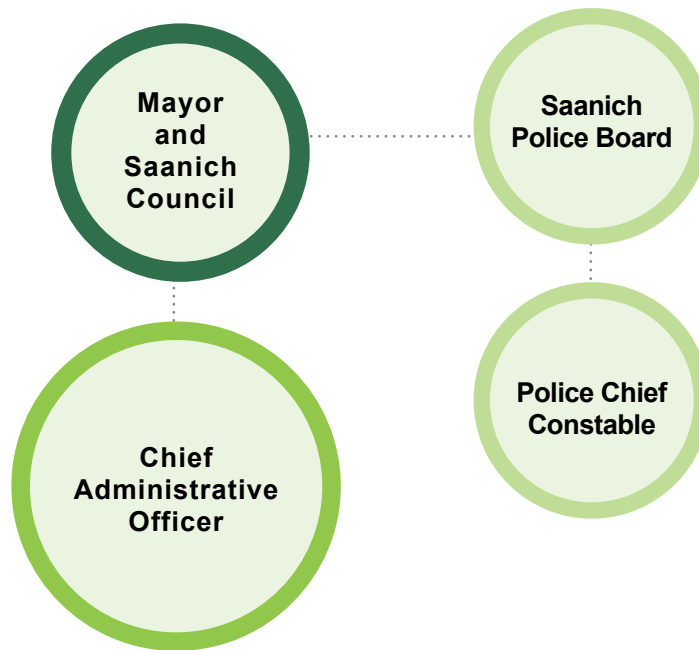 Mayor
and
Saanich
Council
Saanich
Police Board
Police Chief
Constable
Chief
Administrative
Officer